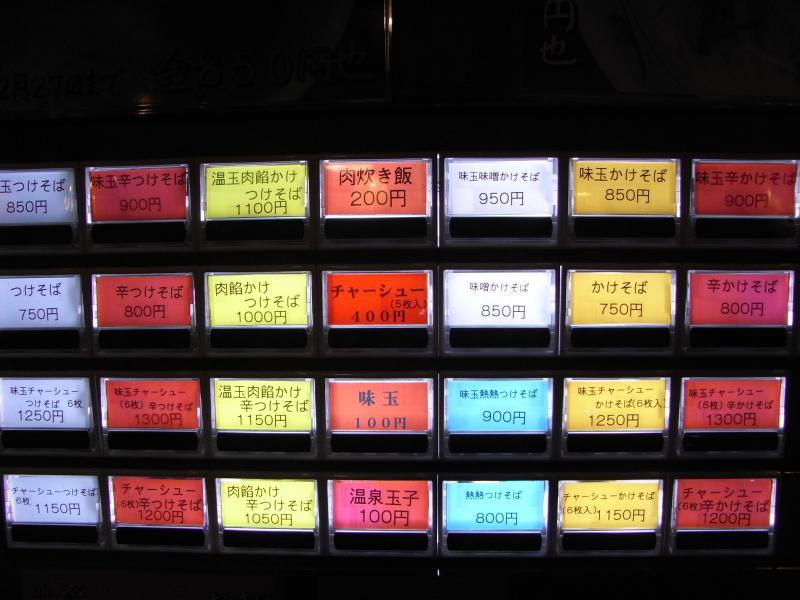 2月27日まで
全850円也
円也
玉つけそば
850円
味玉辛つけそば
900円
温玉肉餡かけ
つけそば
1100円
肉炊き飯
200円
味玉味噌かけそば
950円
味玉かけそば
850円
味玉辛かけそば
900円
つけそば
750円
辛つけそば
800円
肉餡かけ
つけそば
1000円
チャーシュー
(5枚入)
400円
味噌かけそば
850円
かけそば
750円
辛かけそば
800円
味玉チャーシュー
つけそば 6枚
1250円
味玉チャーシュー
(6枚) 辛つけそば
1300円
温玉肉餡かけ
辛つけそば
1150円
味玉
100円
味玉熱熱つけそば
900円
味玉チャーシュー
かけそば(6枚入)
1250円
味玉チャーシュー
(6枚) 辛かけそば
1300円
チャーシューつけそば
6枚 1150円
チャーシュー
(6枚)辛つけそば
1200円
肉餡かけ
辛つけそば
1050円
温泉玉子
100円
熱熱つけそば
800円
チャーシューかけそば
(6枚入)1150円
チャーシュー
(6枚)辛かけそば
1200円